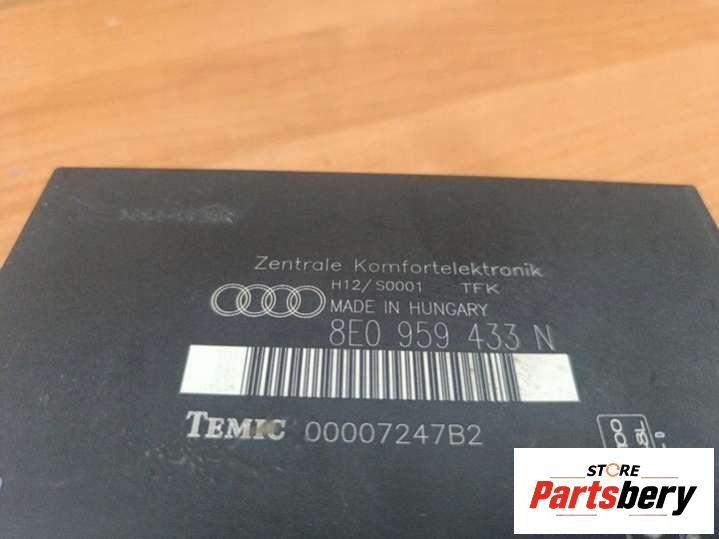 Zentrale Komfortelektronik
H12/S0001 TFK
MADE IN HUNGARY
8E0 959 433 N
TEMIC 00007247B2
STORE
Partsbery